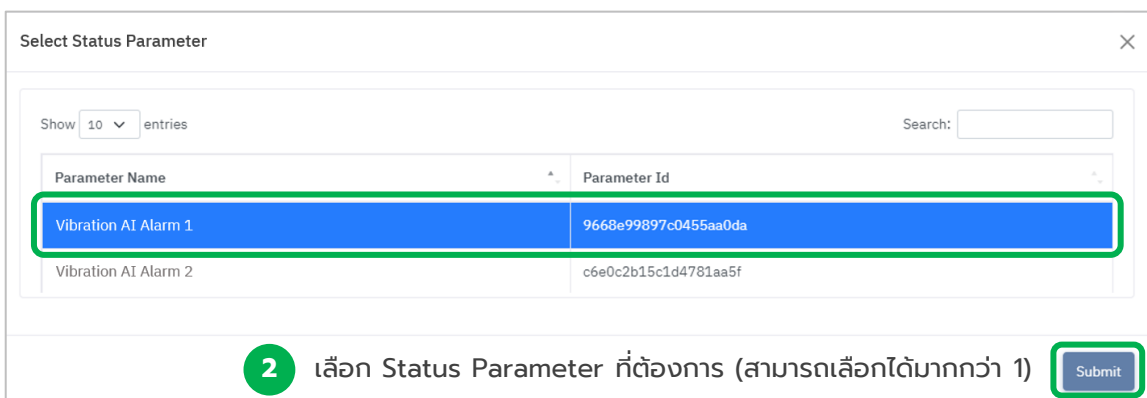 Select Status Parameter
Show 10 entries Search:
Parameter Name Parameter Id
Vibration AI Alarm 1 9668e99897c0455aa0da
Vibration AI Alarm 2 c6e0c2b15c1d4781aa5f
2 เลือก Status Parameter ที่ต้องการ (สามารถเลือกได้มากกว่า 1) Submit